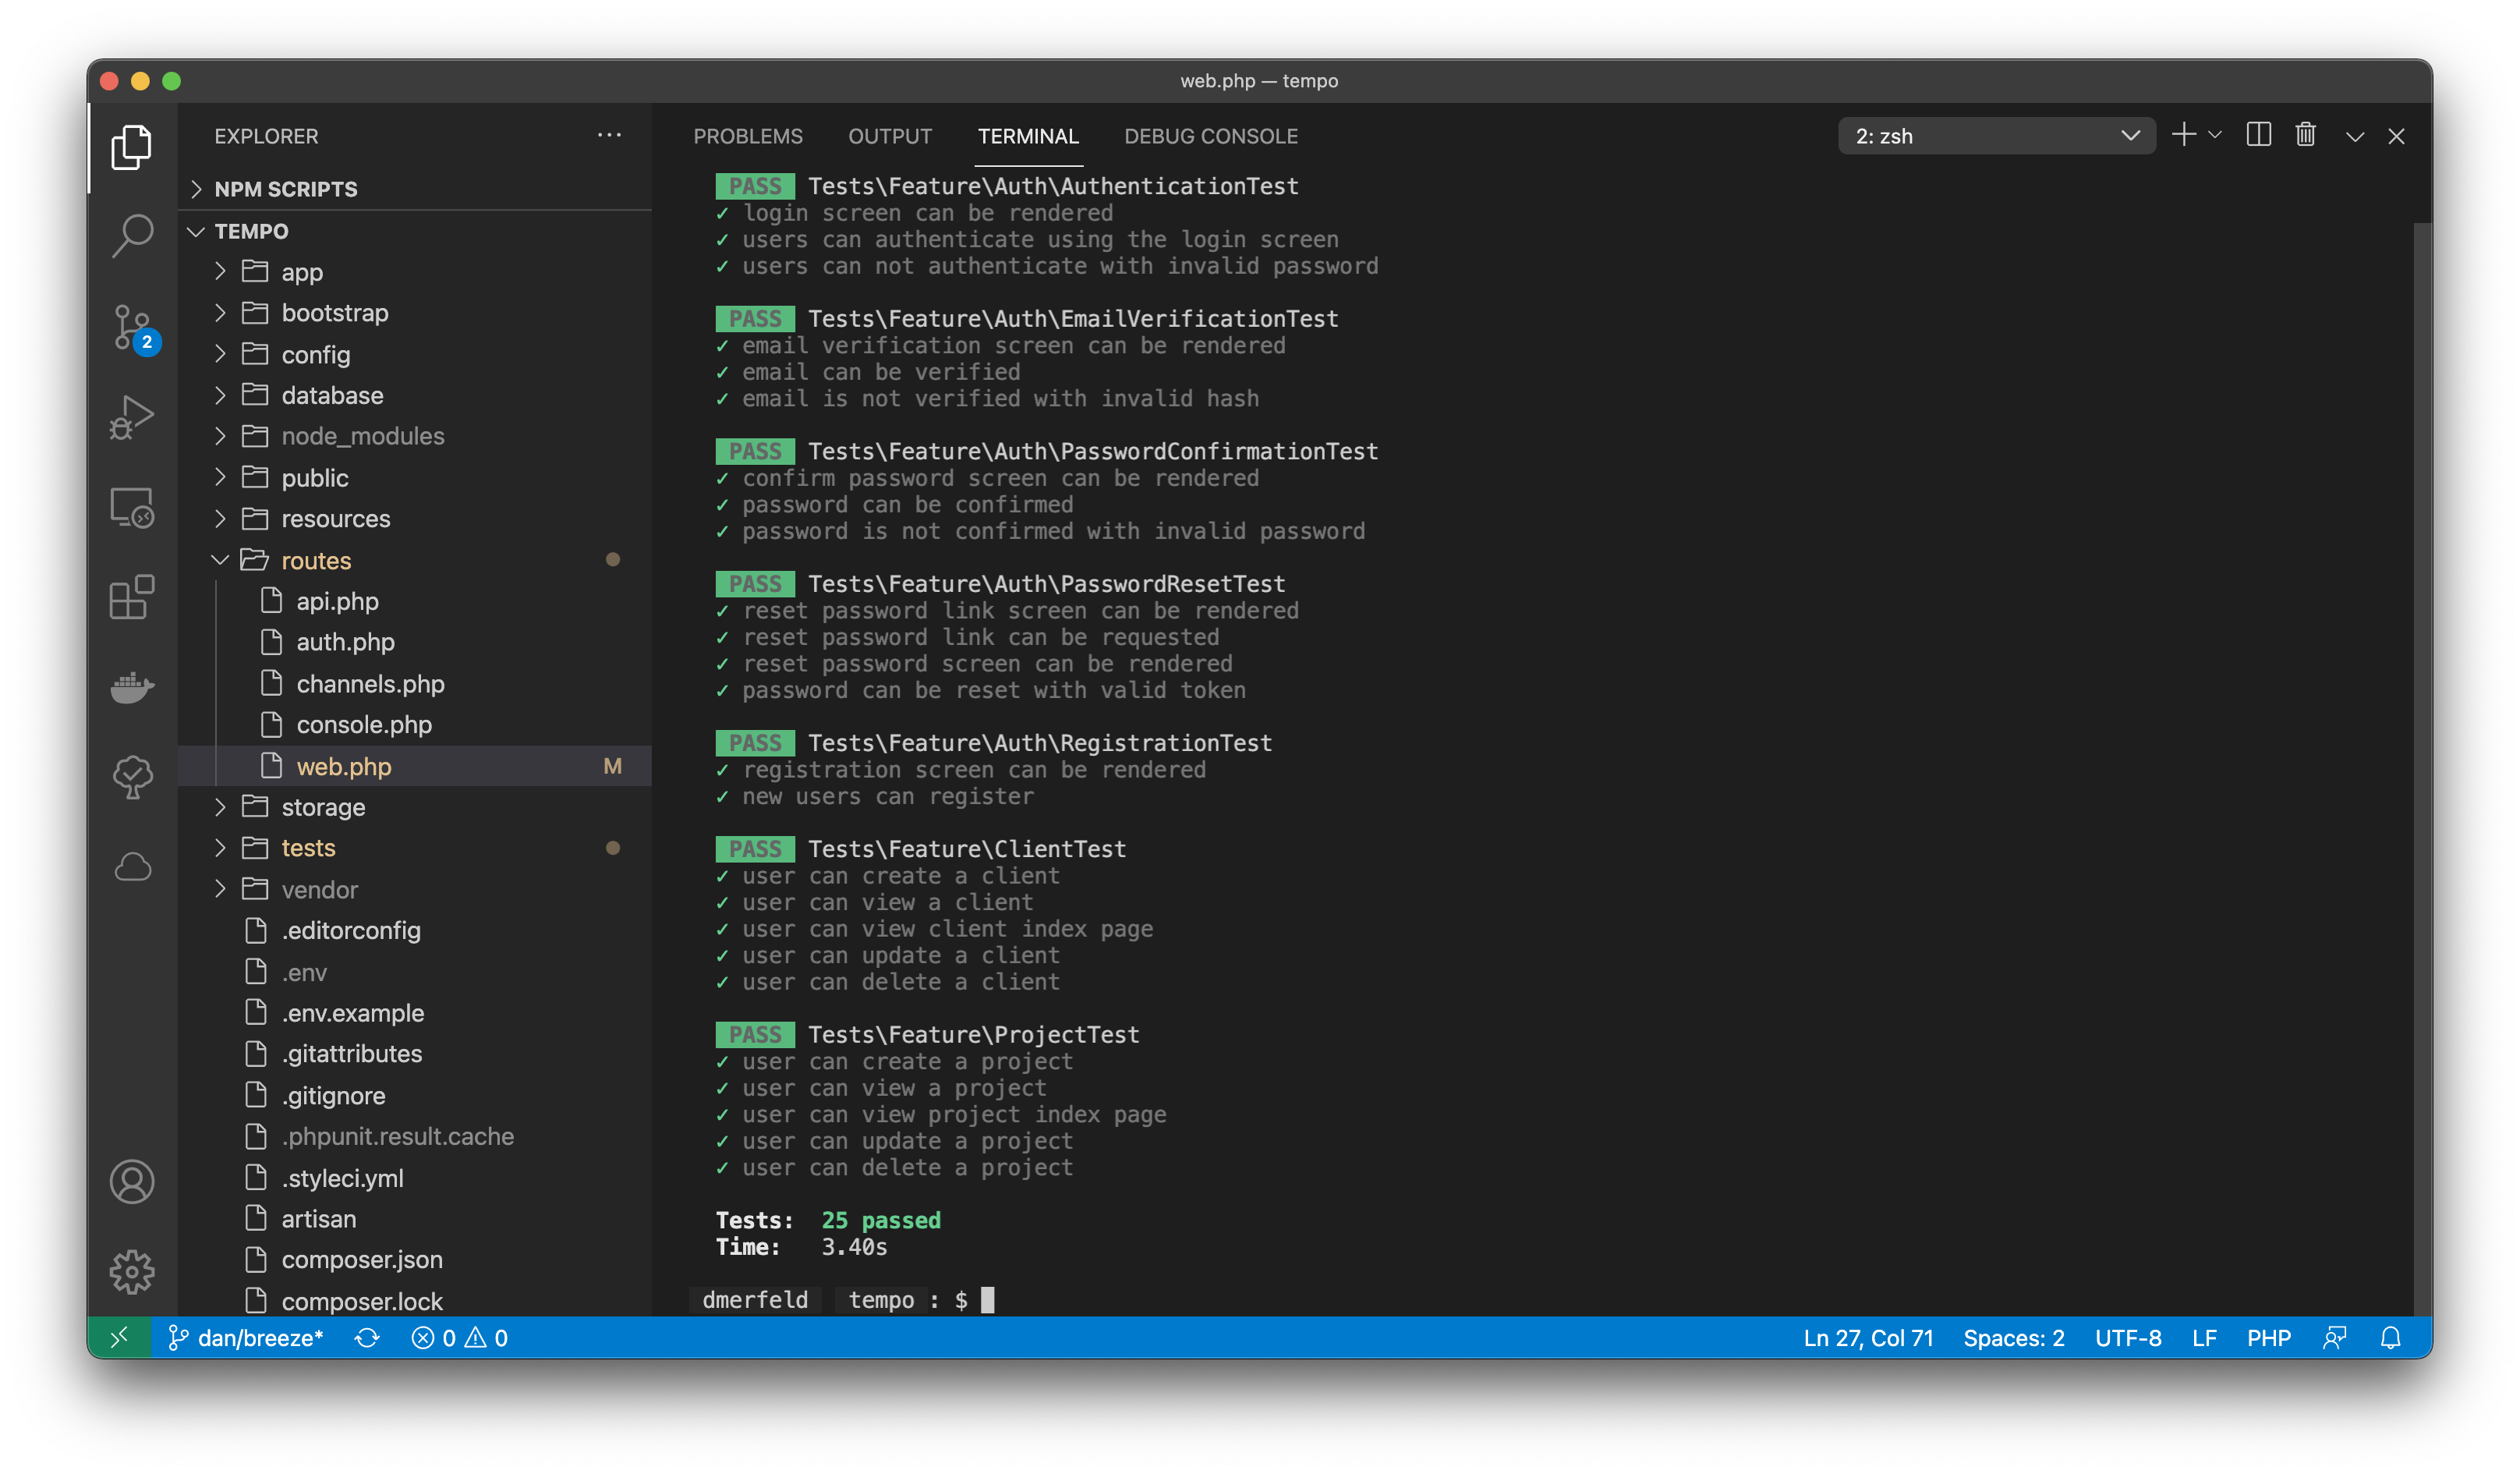 web.php — tempo
EXPLORER
NPM SCRIPTS
TEMPO
app
bootstrap
config
database
node_modules
public
resources
routes
api.php
auth.php
channels.php
console.php
web.php M
storage
tests
vendor
.editorconfig
.env
.env.example
.gitattributes
.gitignore
.phpunit.result.cache
.styleci.yml
artisan
composer.json
composer.lock
2
PROBLEMS OUTPUT TERMINAL DEBUG CONSOLE 2: zsh
PASS Tests\Feature\Auth\AuthenticationTest
✓ login screen can be rendered
✓ users can authenticate using the login screen
✓ users can not authenticate with invalid password
PASS Tests\Feature\Auth\EmailVerificationTest
✓ email verification screen can be rendered
✓ email can be verified
✓ email is not verified with invalid hash
PASS Tests\Feature\Auth\PasswordConfirmationTest
✓ confirm password screen can be rendered
✓ password can be confirmed
✓ password is not confirmed with invalid password
PASS Tests\Feature\Auth\PasswordResetTest
✓ reset password link screen can be rendered
✓ reset password link can be requested
✓ reset password screen can be rendered
✓ password can be reset with valid token
PASS Tests\Feature\Auth\RegistrationTest
✓ registration screen can be rendered
✓ new users can register
PASS Tests\Feature\ClientTest
✓ user can create a client
✓ user can view a client
✓ user can view client index page
✓ user can update a client
✓ user can delete a client
PASS Tests\Feature\ProjectTest
✓ user can create a project
✓ user can view a project
✓ user can view project index page
✓ user can update a project
✓ user can delete a project
Tests: 25 passed
Time: 3.40s
dmerfeld tempo : $
dan/breeze* 0 0 Ln 27, Col 71 Spaces: 2 UTF-8 LF PHP